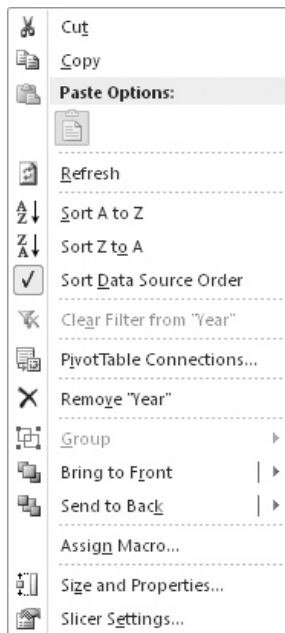 Cut
Copy
Paste Options:
Refresh
Sort A to Z
Sort Z to A
Sort Data Source Order
Clear Filter from "Year"
PivotTable Connections...
Remove "Year"
Group
Bring to Front
Send to Back
Assign Macro...
Size and Properties...
Slicer Settings...